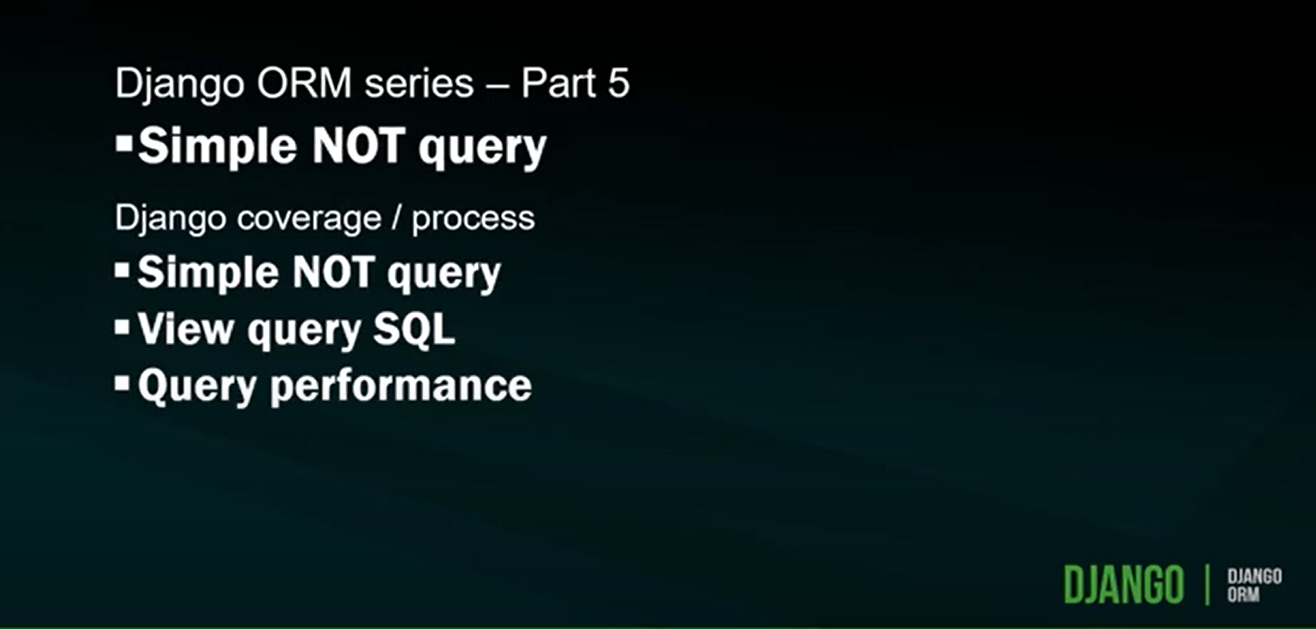 Django ORM series – Part 5
▪Simple NOT query
Django coverage / process
▪Simple NOT query
▪View query SQL
▪Query performance
DJANGO | DJANGO
ORM